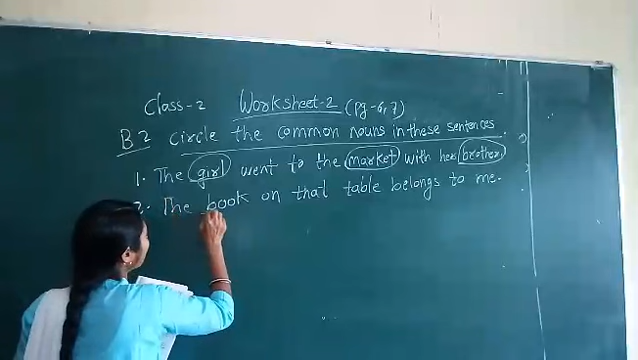 Class-2 Worksheet-2 (Pg-6,7)
B2 circle the common nouns in these sentences.
1. The girl went to the market with her brother.
2. The book on that table belongs to me.